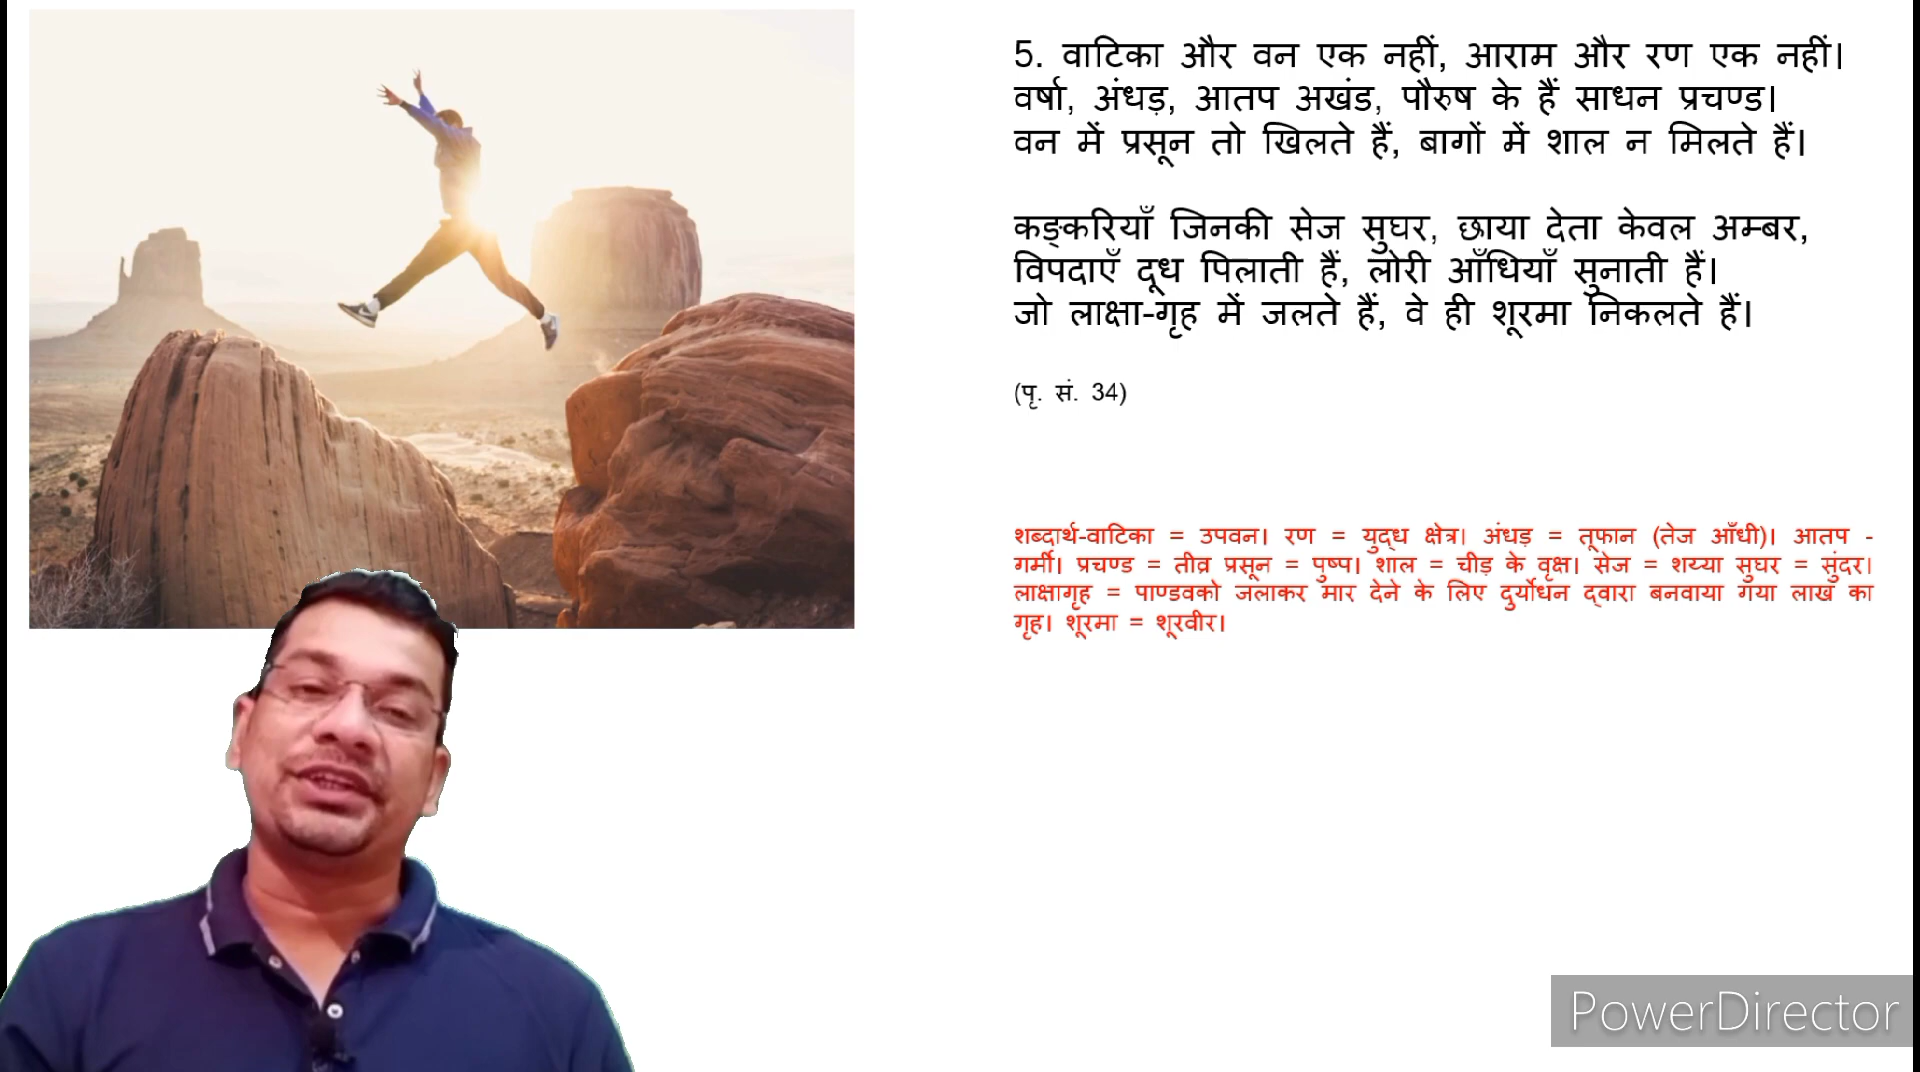 5. वाटिका और वन एक नहीं, आराम और रण एक नहीं।
वर्षा, अंधड़, आतप अखंड, पौरुष के हैं साधन प्रचण्ड।
वन में प्रसून तो खिलते हैं, बागों में शाल न मिलते हैं।
कङ्करियाँ जिनकी सेज सुघर, छाया देता केवल अम्बर,
विपदाएँ दूध पिलाती हैं, लोरी आँधियाँ सुनाती हैं।
जो लाक्षा-गृह में जलते हैं, वे ही शूरमा निकलते हैं।
(पृ. सं. 34)
शब्दार्थ-वाटिका = उपवन। रण = युद्ध क्षेत्र। अंधड़ = तूफान (तेज आँधी)। आतप -
गर्मी। प्रचण्ड = तीव्र प्रसून = पुष्प। शाल = चीड़ के वृक्ष। सेज = शय्या सुघर = सुंदर।
लाक्षागृह = पाण्डवको जलाकर मार देने के लिए दुर्योधन द्वारा बनवाया गया लाख का
गृह। शूरमा = शूरवीर।
PowerDirector